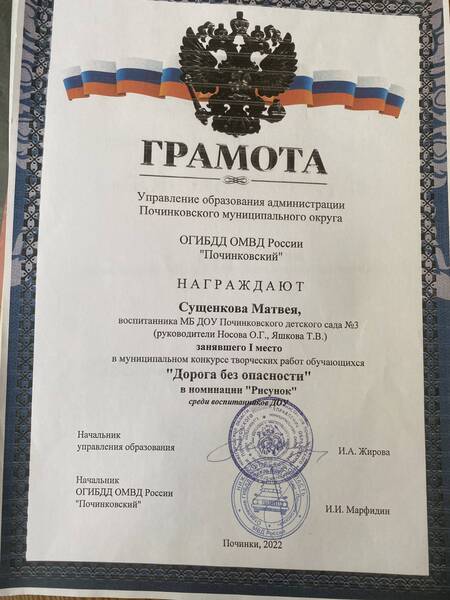 ГРАМОТА
Управление образования администрации
Починковского муниципального округа
ОГИБДД ОМВД России
"Починковский"
НАГРАЖДАЮТ
Сущенкова Матвея,
воспитанника МБ ДОУ Починковского детского сада №3
(руководители Носова О.Г., Яшкова Т.В.)
занявшего I место
в муниципальном конкурсе творческих работ обучающихся
"Дорога без опасности"
в номинации "Рисунок"
среди воспитанников ДОУ
Начальник
управления образования
И.А. Жирова
Начальник
ОГИБДД ОМВД России
"Починковский"
И.И. Марфидин
МВД России
Починки, 2022